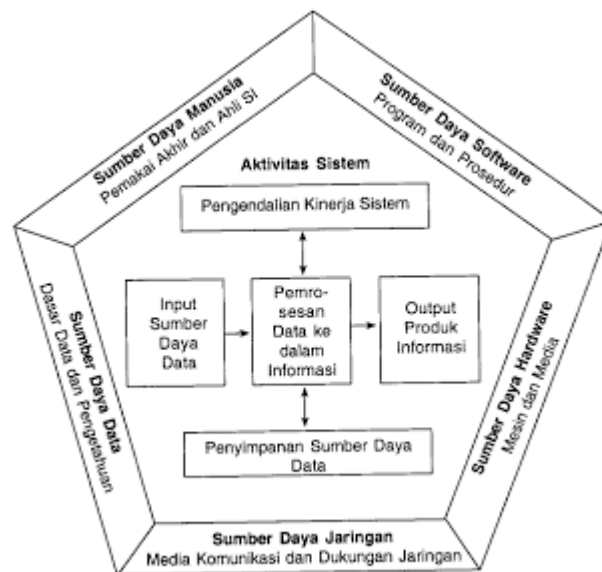 Sumber Daya Manusia
Pemakai Akhir dan Ahli SI
Sumber Daya Software
Program dan Prosedur
Aktivitas Sistem
Pengendalian Kinerja Sistem
Input
Sumber
Daya
Data
Pemro-
sesan
Data ke
dalam
Informasi
Output
Produk
Informasi
Penyimpanan Sumber Daya
Data
Sumber Daya Data
Dasar Data dan Pengetahuan
Sumber Daya Hardware
Mesin dan Media
Sumber Daya Jaringan
Media Komunikasi dan Dukungan Jaringan